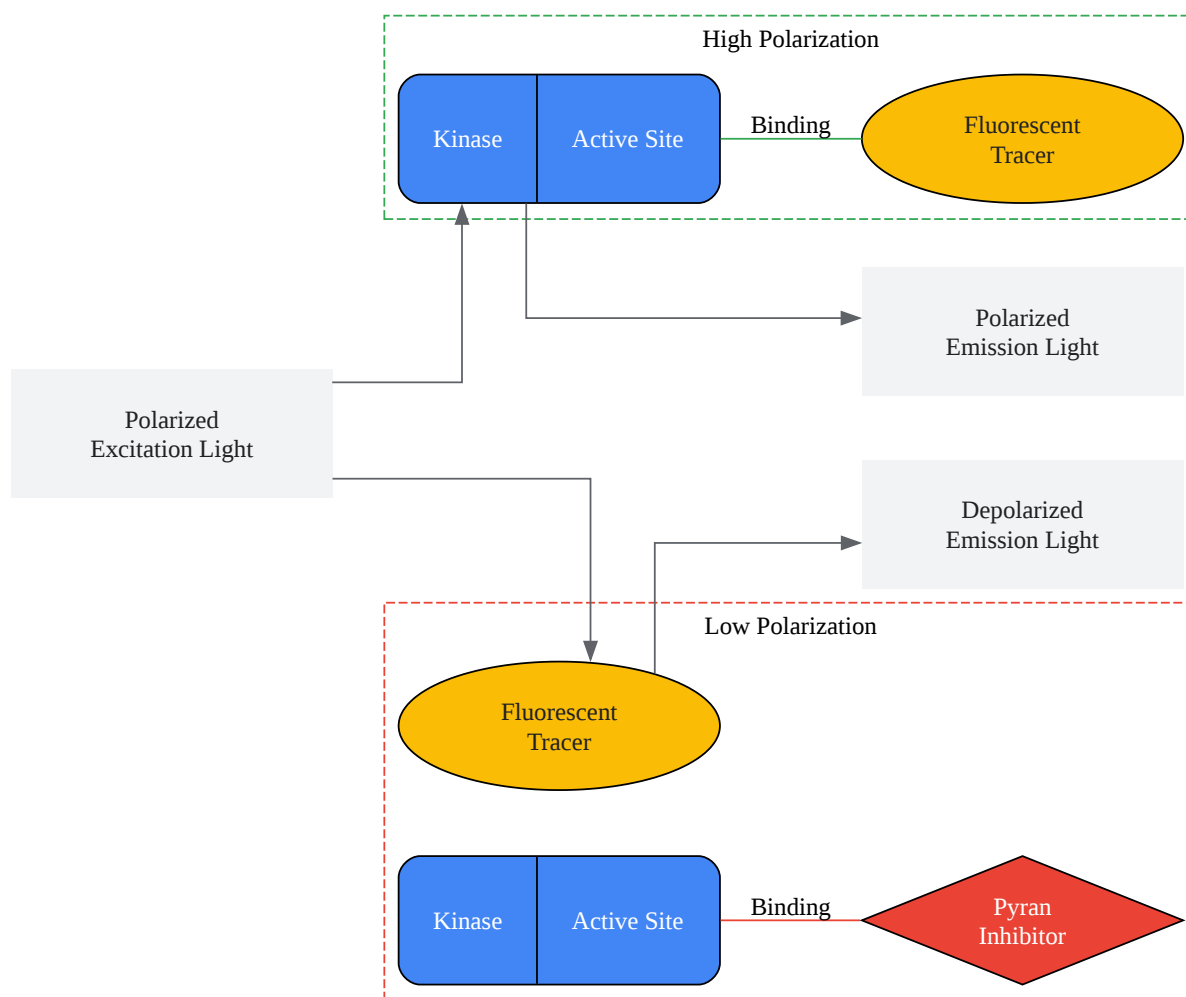 High Polarization
Kinase
Active Site
Binding
Fluorescent
Tracer
Polarized
Emission Light
Polarized
Excitation Light
Depolarized
Emission Light
Low Polarization
Fluorescent
Tracer
Kinase
Active Site
Binding
Pyran
Inhibitor